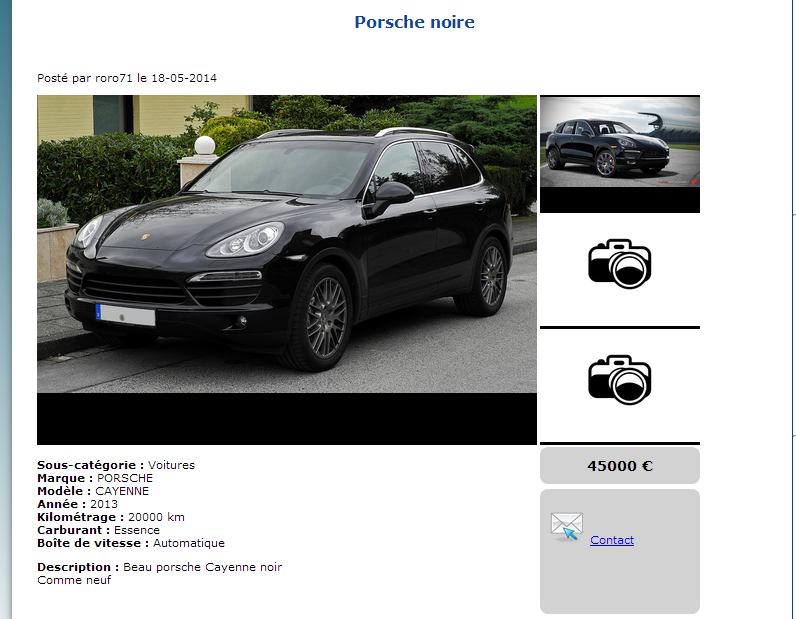 Porsche noire
Posté par roro71 le 18-05-2014
Sous-catégorie : Voitures
Marque : PORSCHE
Modèle : CAYENNE
Année : 2013
Kilométrage : 20000 km
Carburant : Essence
Boîte de vitesse : Automatique
Description : Beau porsche Cayenne noir
Comme neuf
45000 €
Contact